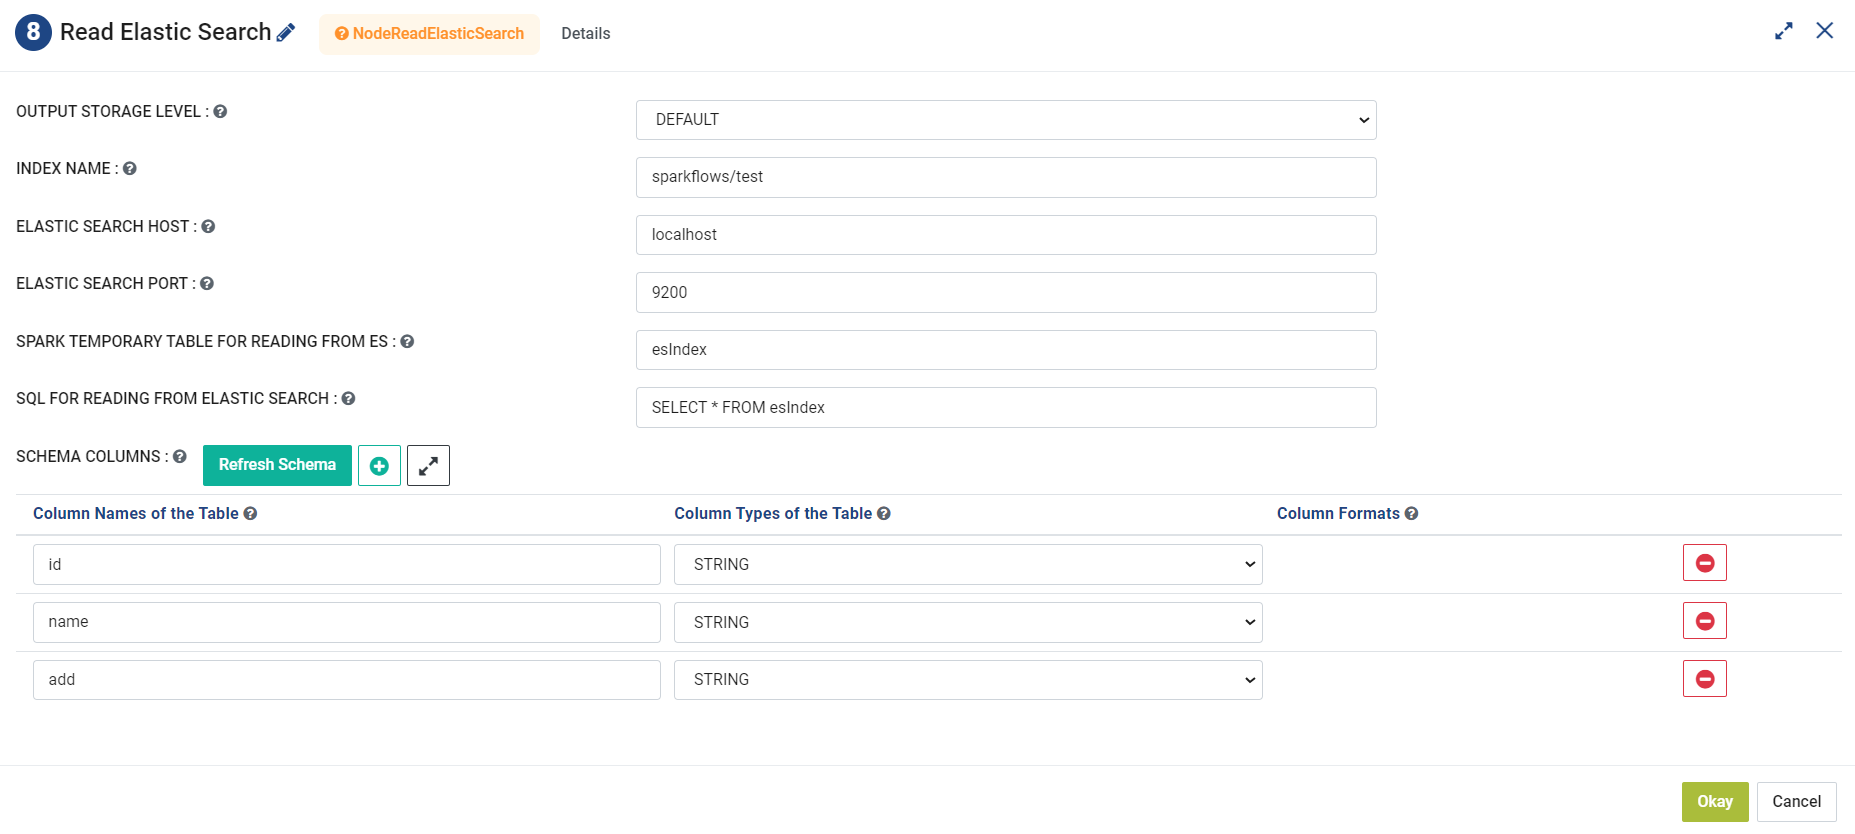 8 Read Elastic Search NodeReadElasticSearch Details
OUTPUT STORAGE LEVEL : DEFAULT
INDEX NAME : sparkflows/test
ELASTIC SEARCH HOST : localhost
ELASTIC SEARCH PORT : 9200
SPARK TEMPORARY TABLE FOR READING FROM ES : esIndex
SQL FOR READING FROM ELASTIC SEARCH : SELECT * FROM esIndex
SCHEMA COLUMNS : Refresh Schema
Column Names of the Table Column Types of the Table Column Formats
id STRING
name STRING
add STRING
Okay Cancel